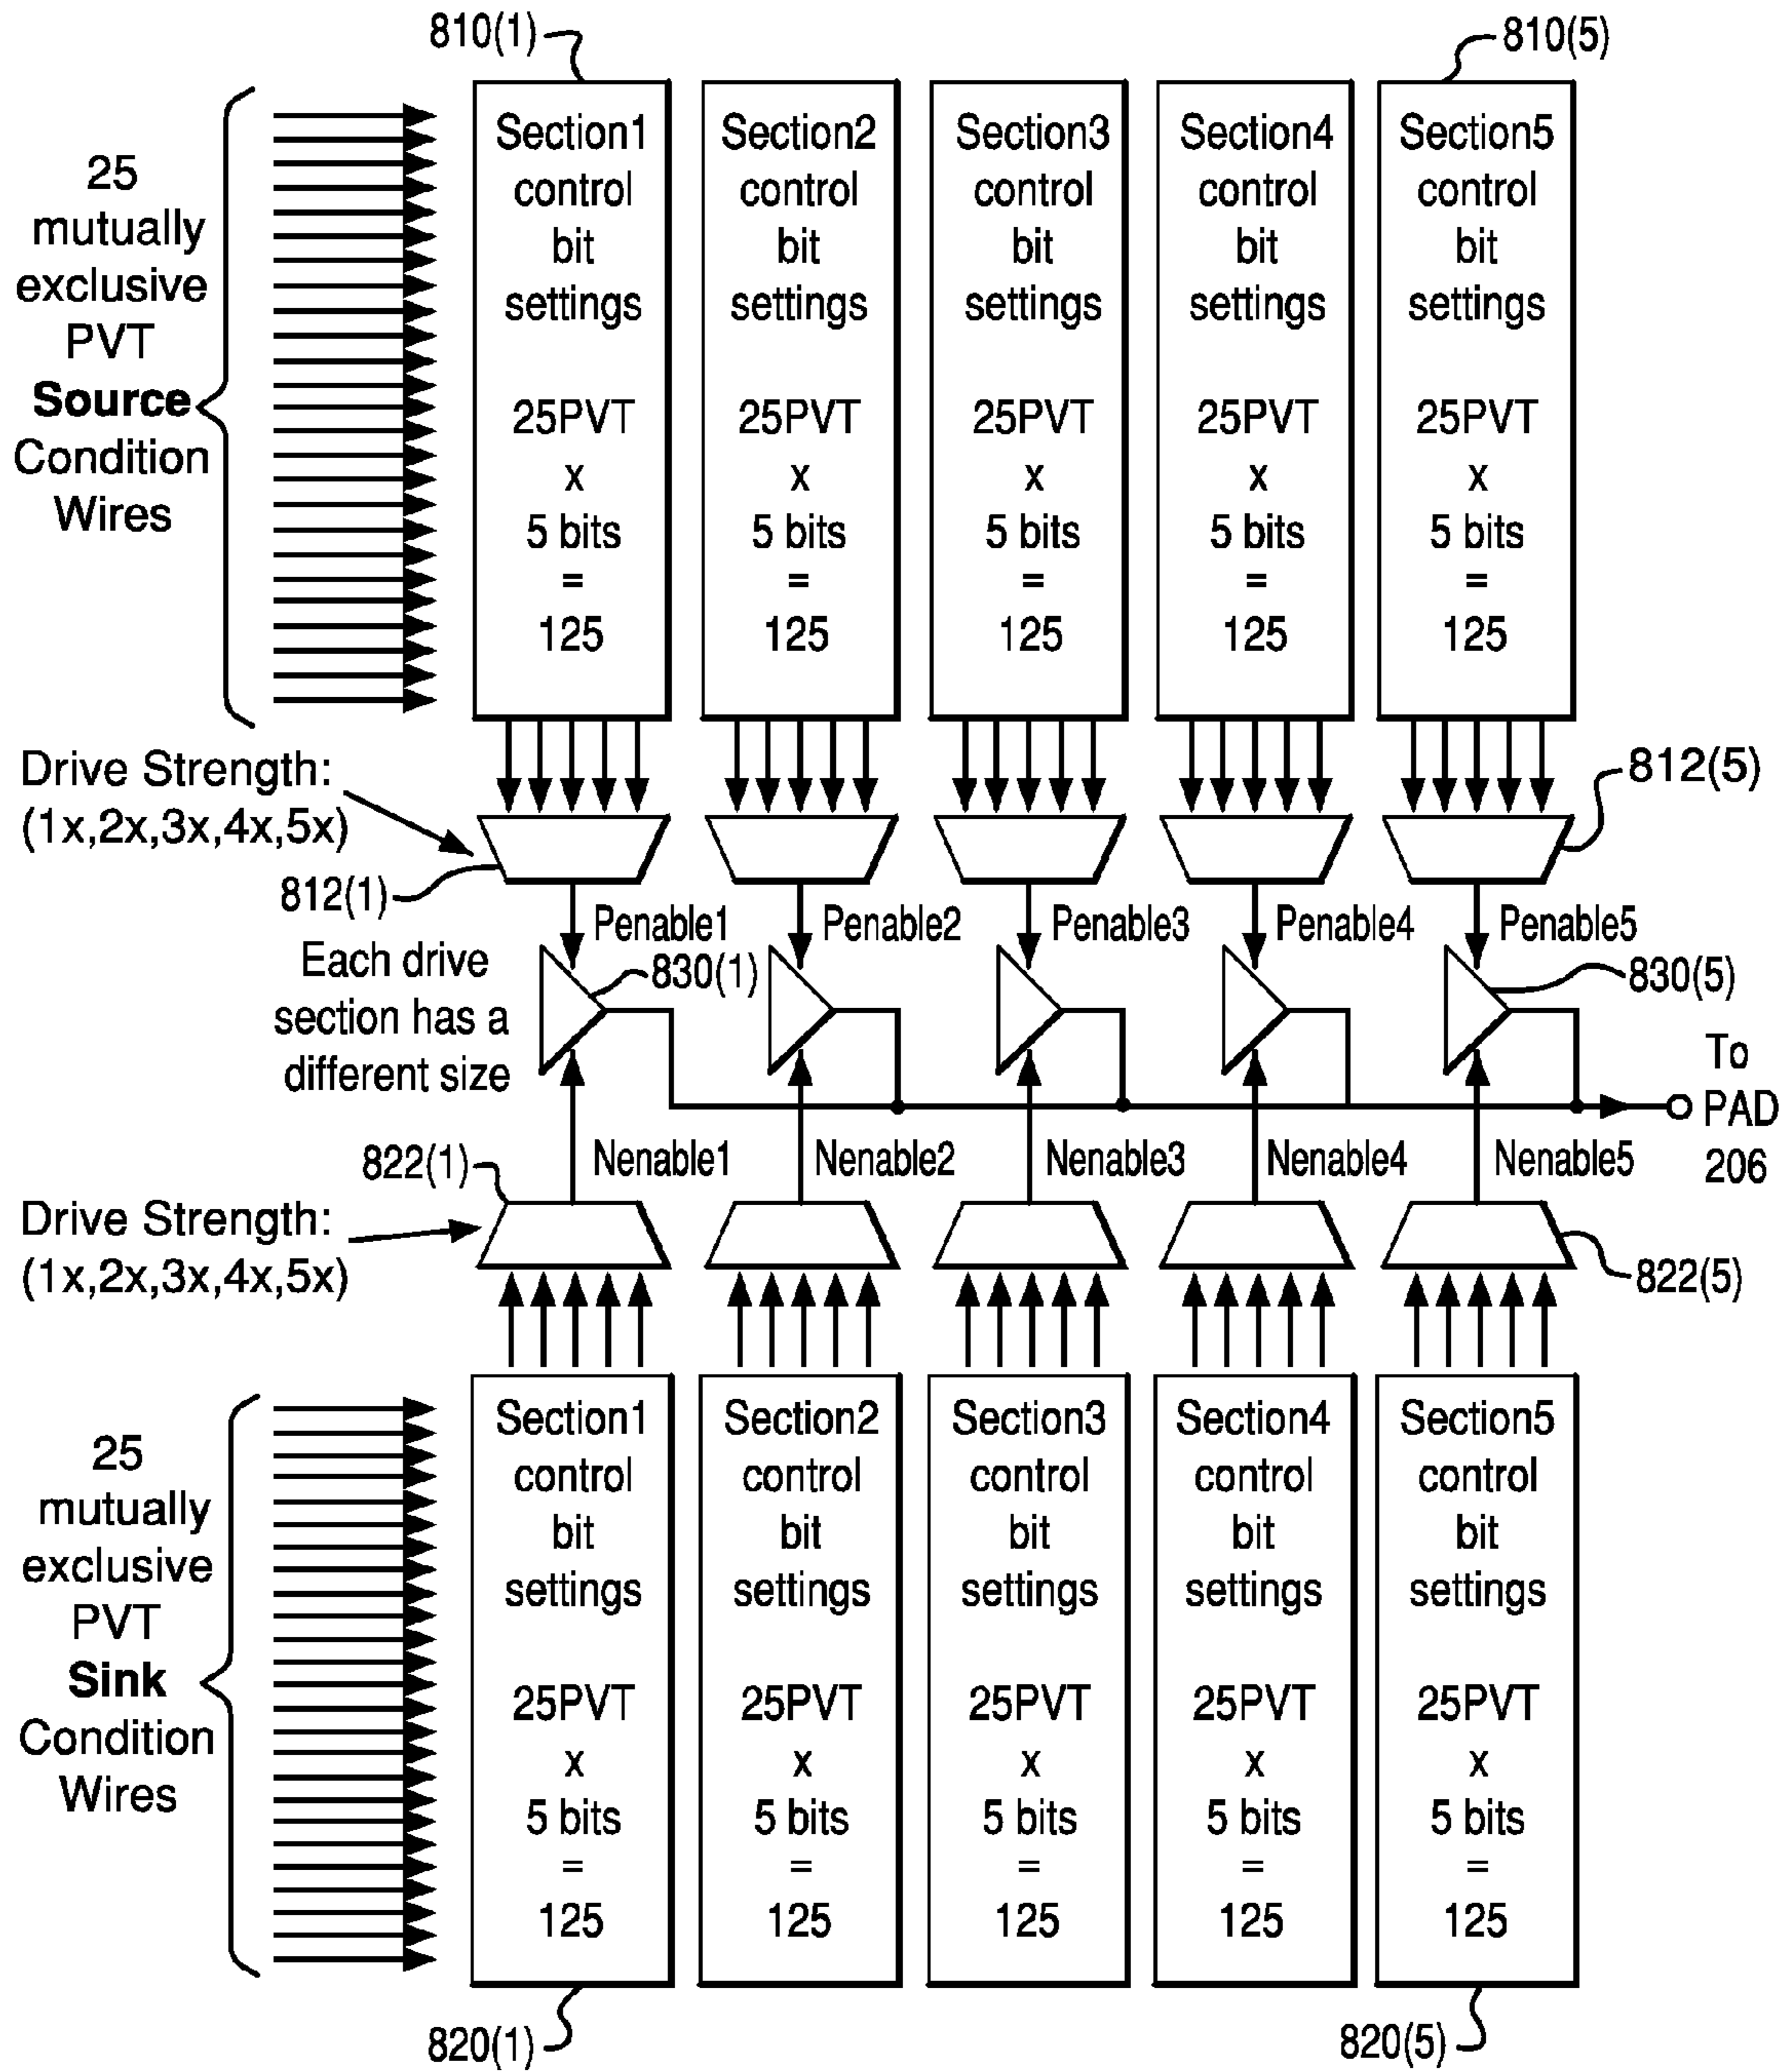 810(1)
810(5)
25
mutually
exclusive
PVT
Source
Condition
Wires
Section1
control
bit
settings
25PVT
x
5 bits
=
125
Section2
control
bit
settings
25PVT
x
5 bits
=
125
Section3
control
bit
settings
25PVT
x
5 bits
=
125
Section4
control
bit
settings
25PVT
x
5 bits
=
125
Section5
control
bit
settings
25PVT
x
5 bits
=
125
Drive Strength:
(1x,2x,3x,4x,5x)
812(1)
812(5)
Penable1
Penable2
Penable3
Penable4
Penable5
Each drive
section has a
different size
830(1)
830(5)
To
PAD
206
822(1)
Nenable1
Nenable2
Nenable3
Nenable4
Nenable5
Drive Strength:
(1x,2x,3x,4x,5x)
822(5)
25
mutually
exclusive
PVT
Sink
Condition
Wires
Section1
control
bit
settings
25PVT
x
5 bits
=
125
Section2
control
bit
settings
25PVT
x
5 bits
=
125
Section3
control
bit
settings
25PVT
x
5 bits
=
125
Section4
control
bit
settings
25PVT
x
5 bits
=
125
Section5
control
bit
settings
25PVT
x
5 bits
=
125
820(1)
820(5)